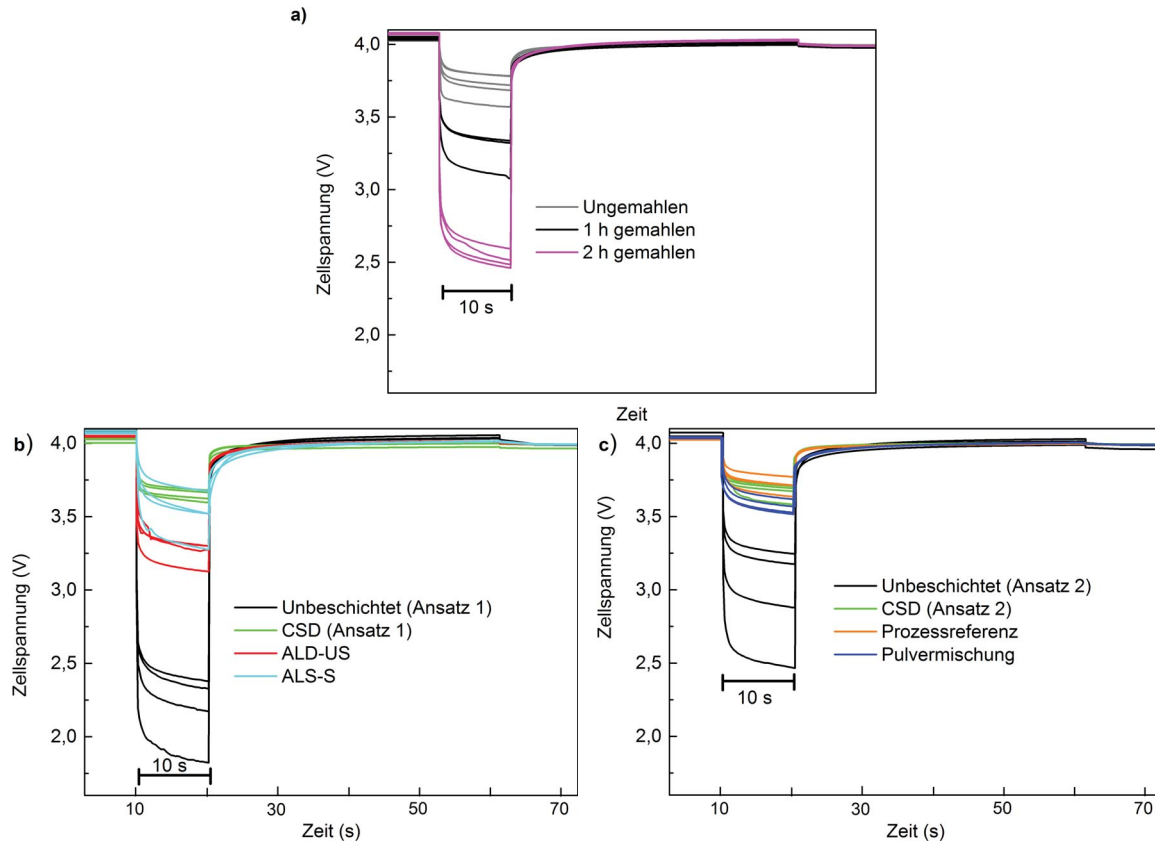 a)
4,0
3,5
3,0
2,5
2,0
Zellspannung (V)
Ungemahlen
1 h gemahlen
2 h gemahlen
10 s
Zeit
b)
4,0
3,5
3,0
2,5
2,0
Zellspannung (V)
Unbeschichtet (Ansatz 1)
CSD (Ansatz 1)
ALD-US
ALS-S
10 s
10
20
30
50
70
Zeit (s)
c)
4,0
3,5
3,0
2,5
2,0
Zellspannung (V)
Unbeschichtet (Ansatz 2)
CSD (Ansatz 2)
Prozessreferenz
Pulvermischung
10 s
10
20
30
50
70
Zeit (s)